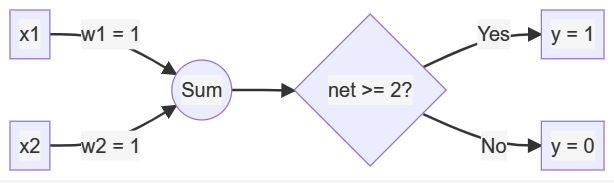 x1
w1 = 1
x2
w2 = 1
Sum
net >= 2?
Yes
y = 1
No
y = 0